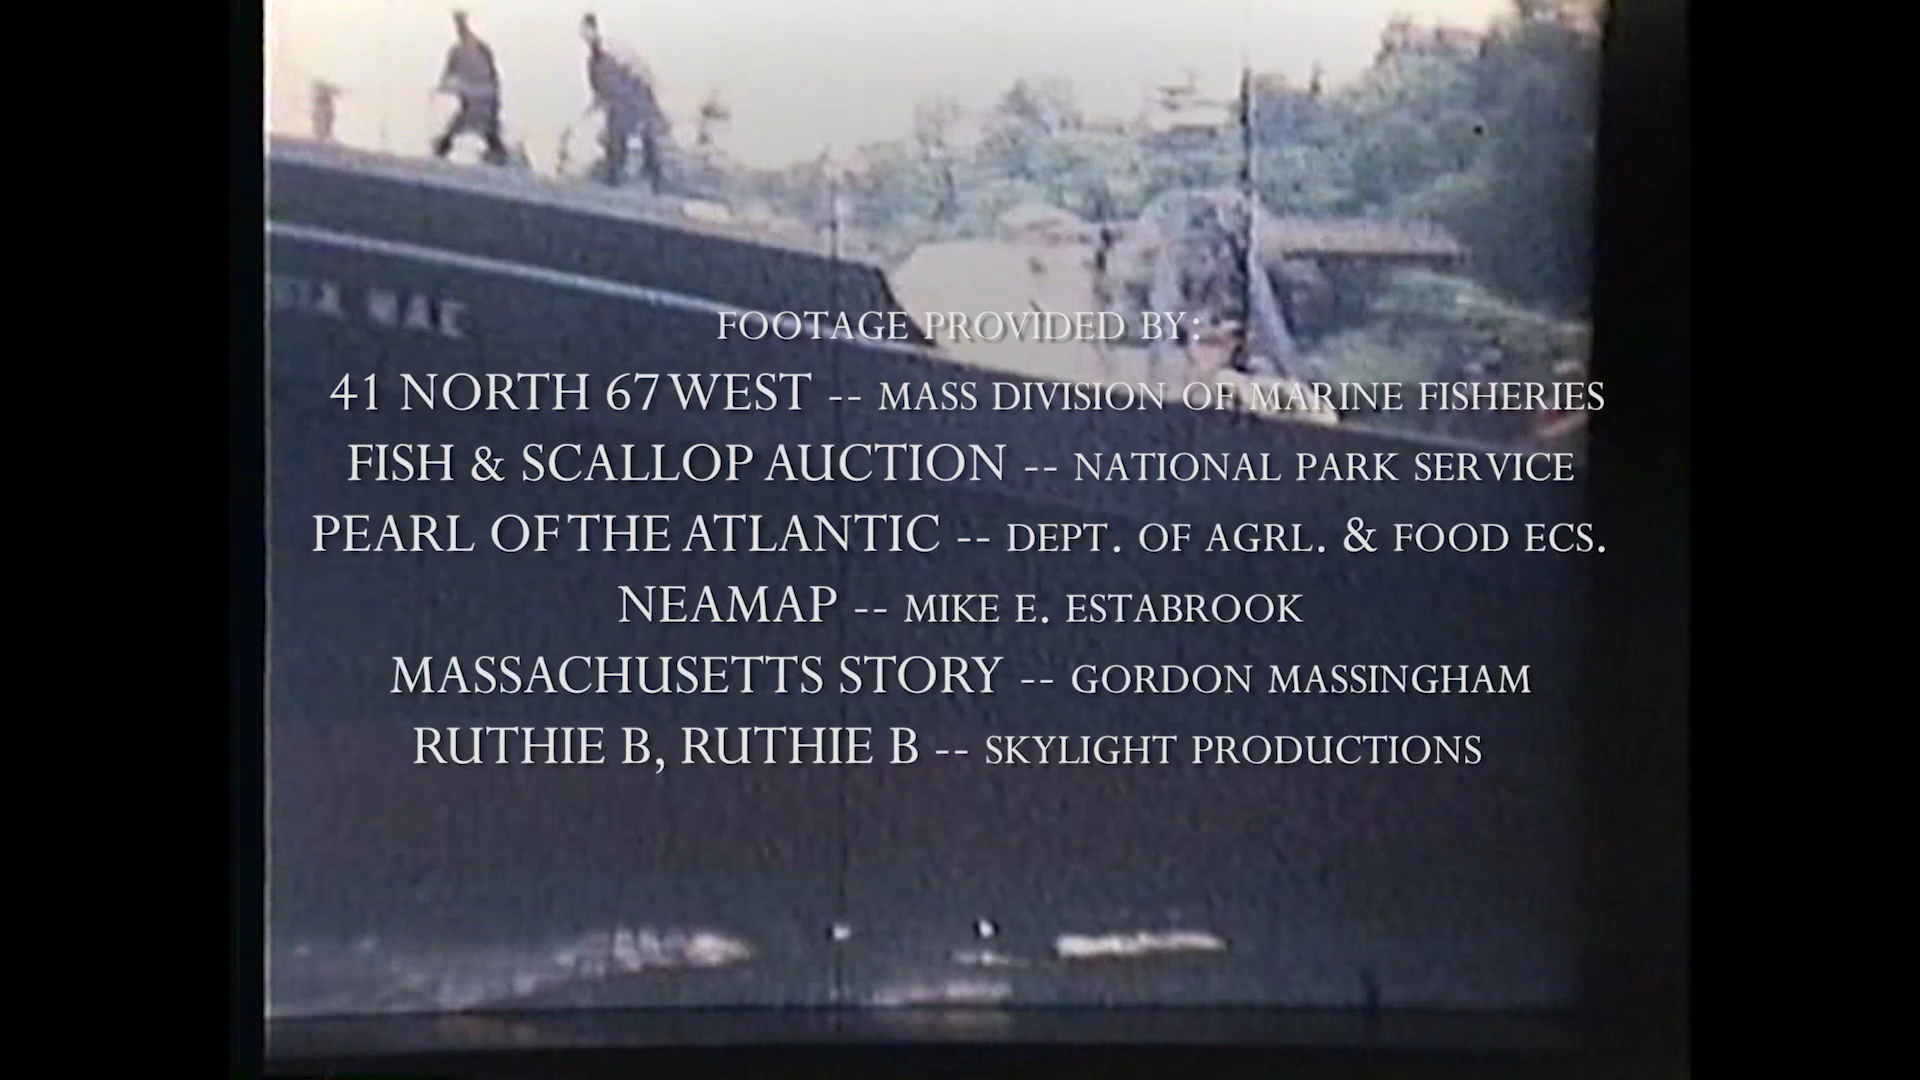 FOOTAGE PROVIDED BY:
41 NORTH 67 WEST -- MASS DIVISION OF MARINE FISHERIES
FISH & SCALLOP AUCTION -- NATIONAL PARK SERVICE
PEARL OF THE ATLANTIC -- DEPT. OF AGRL. & FOOD ECS.
NEAMAP -- MIKE E. ESTABROOK
MASSACHUSETTS STORY -- GORDON MASSINGHAM
RUTHIE B, RUTHIE B -- SKYLIGHT PRODUCTIONS